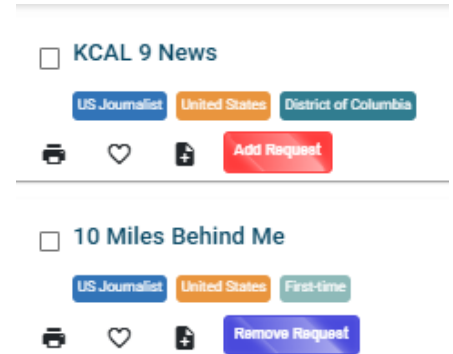 KCAL 9 News
US Journalist United States District of Columbia
Add Request
10 Miles Behind Me
US Journalist United States First-time
Remove Request